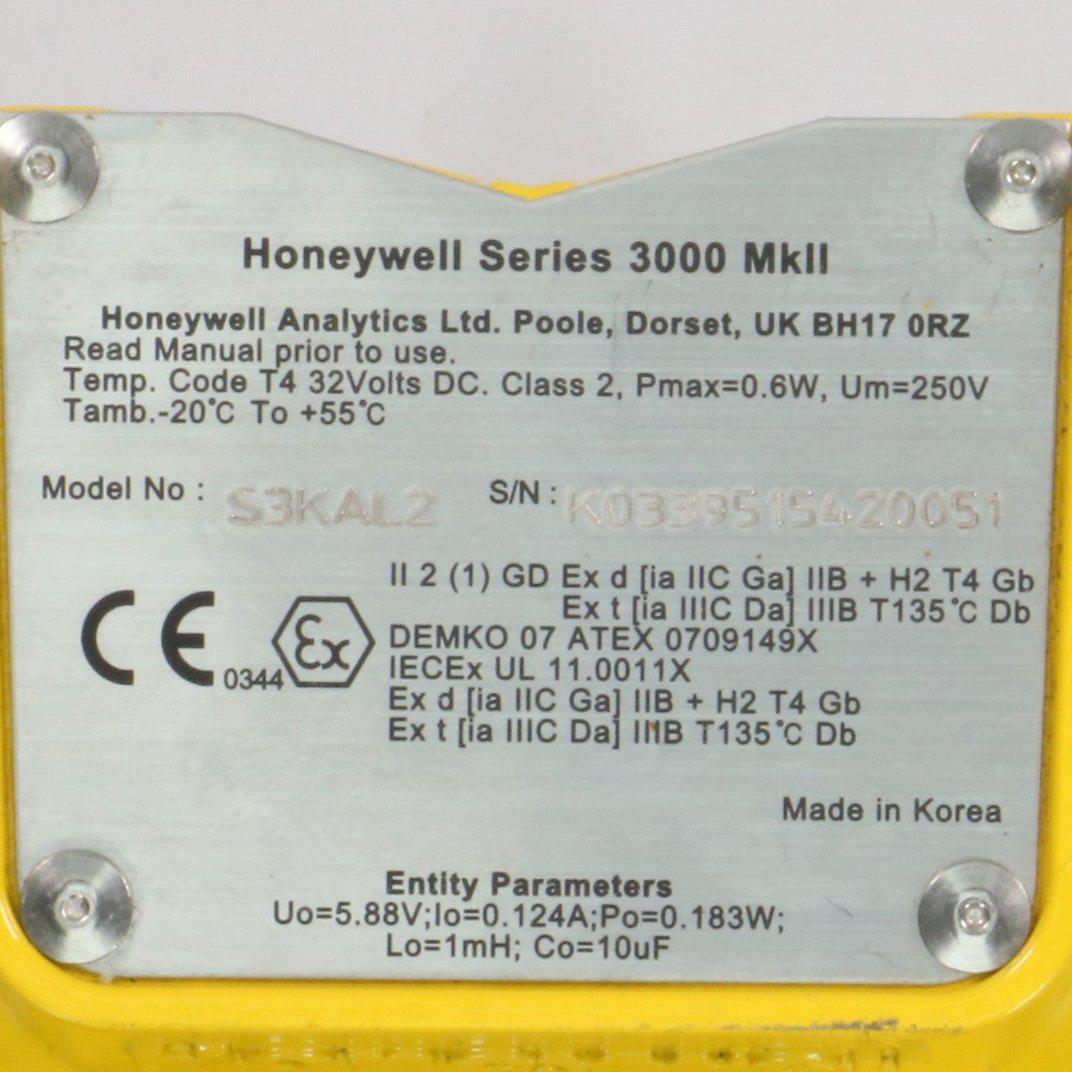 Honeywell Series 3000 MkII
Honeywell Analytics Ltd. Poole, Dorset, UK BH17 0RZ
Read Manual prior to use.
Temp. Code T4 32Volts DC. Class 2, Pmax=0.6W, Um=250V
Tamb.-20°C To +55°C
Model No : S3KAL2 S/N : K0339515420051
II 2 (1) GD Ex d [ia IIC Ga] IIB + H2 T4 Gb
Ex t [ia IIIC Da] IIIB T135°C Db
DEMKO 07 ATEX 0709149X
IECEx UL 11.0011X
Ex d [ia IIC Ga] IIB + H2 T4 Gb
Ex t [ia IIIC Da] IIIB T135°C Db
CE 0344 Ex
Made in Korea
Entity Parameters
Uo=5.88V;Io=0.124A;Po=0.183W;
Lo=1mH; Co=10uF